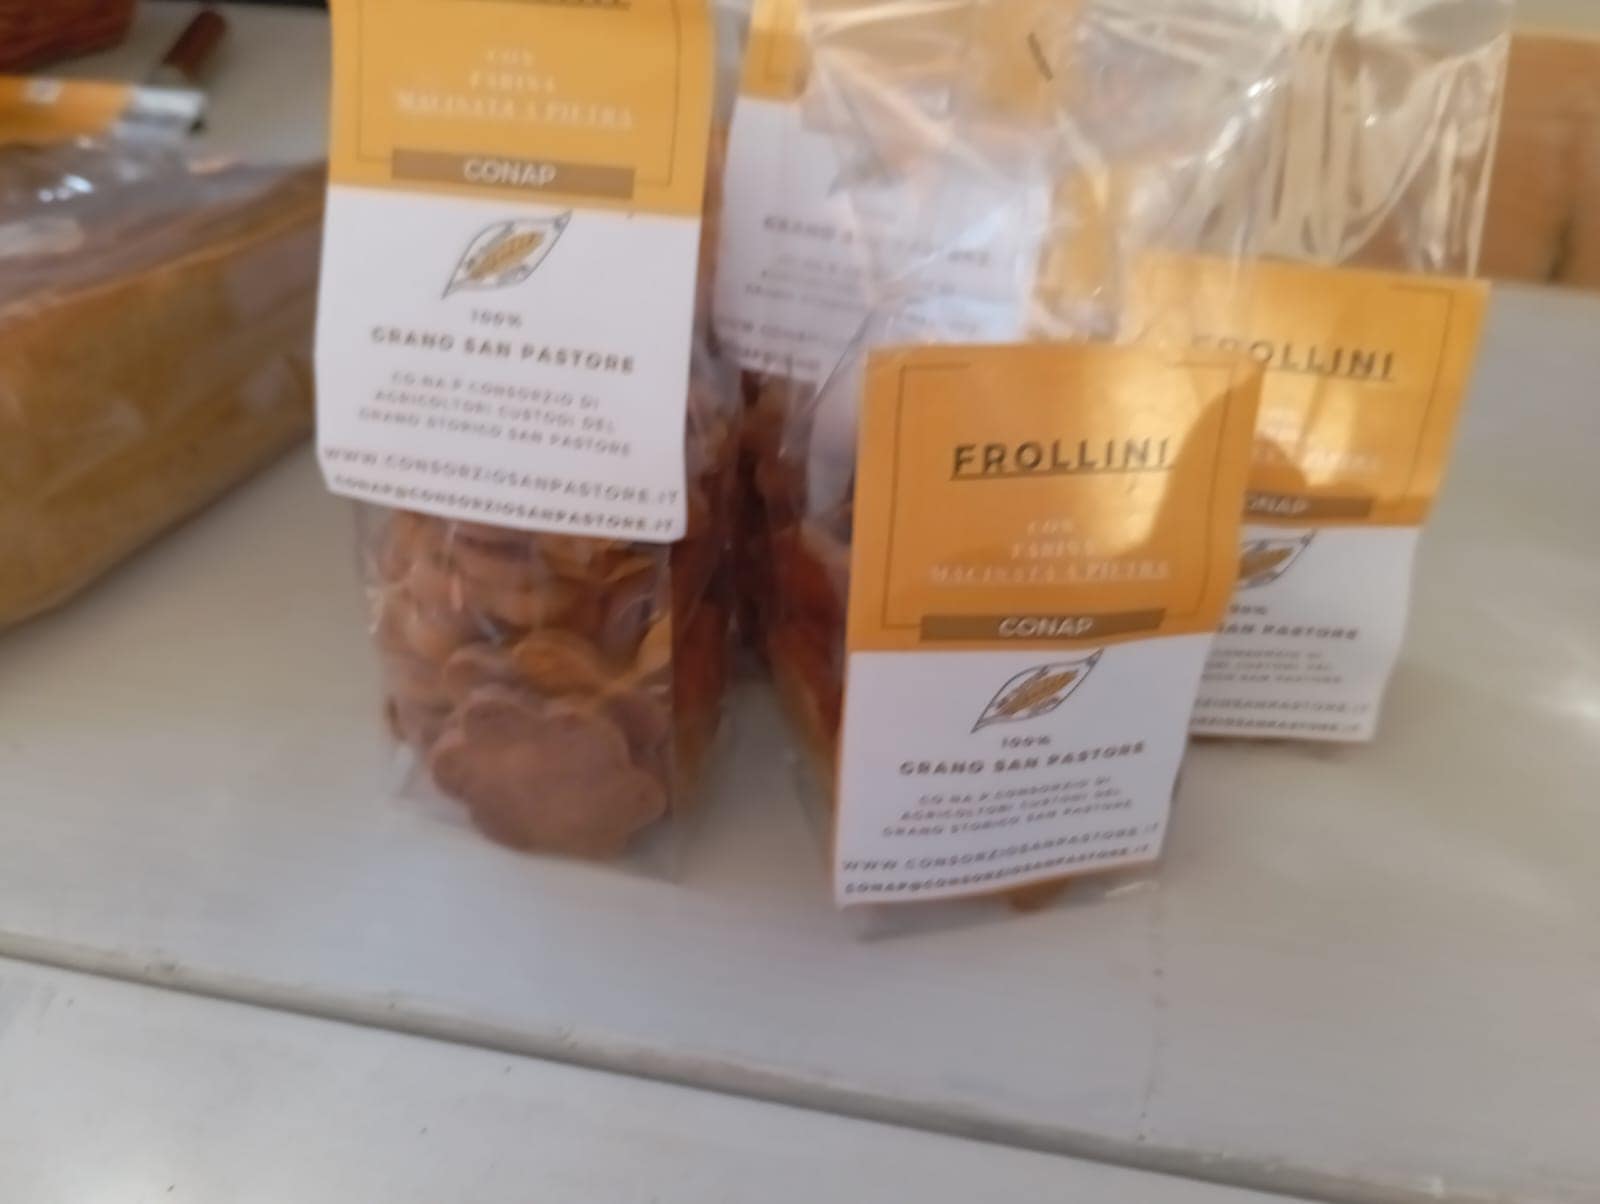 CON
FARINA
MACINATA A PIETRA
CONAP
100%
GRANO SAN PASTORE
CO.NA.P CONSORZIO DI
AGRICOLTORI CUSTODI DEL
GRANO STORICO SAN PASTORE
WWW.CONSORZIOSANPASTORE.IT
CONAP@CONSORZIOSANPASTORE.IT
FROLLINI
CON
FARINA
MACINATA A PIETRA
CONAP
100%
GRANO SAN PASTORE
CO.NA.P CONSORZIO DI
AGRICOLTORI CUSTODI DEL
GRANO STORICO SAN PASTORE
WWW.CONSORZIOSANPASTORE.IT
CONAP@CONSORZIOSANPASTORE.IT
FROLLINI
SAN PASTORE